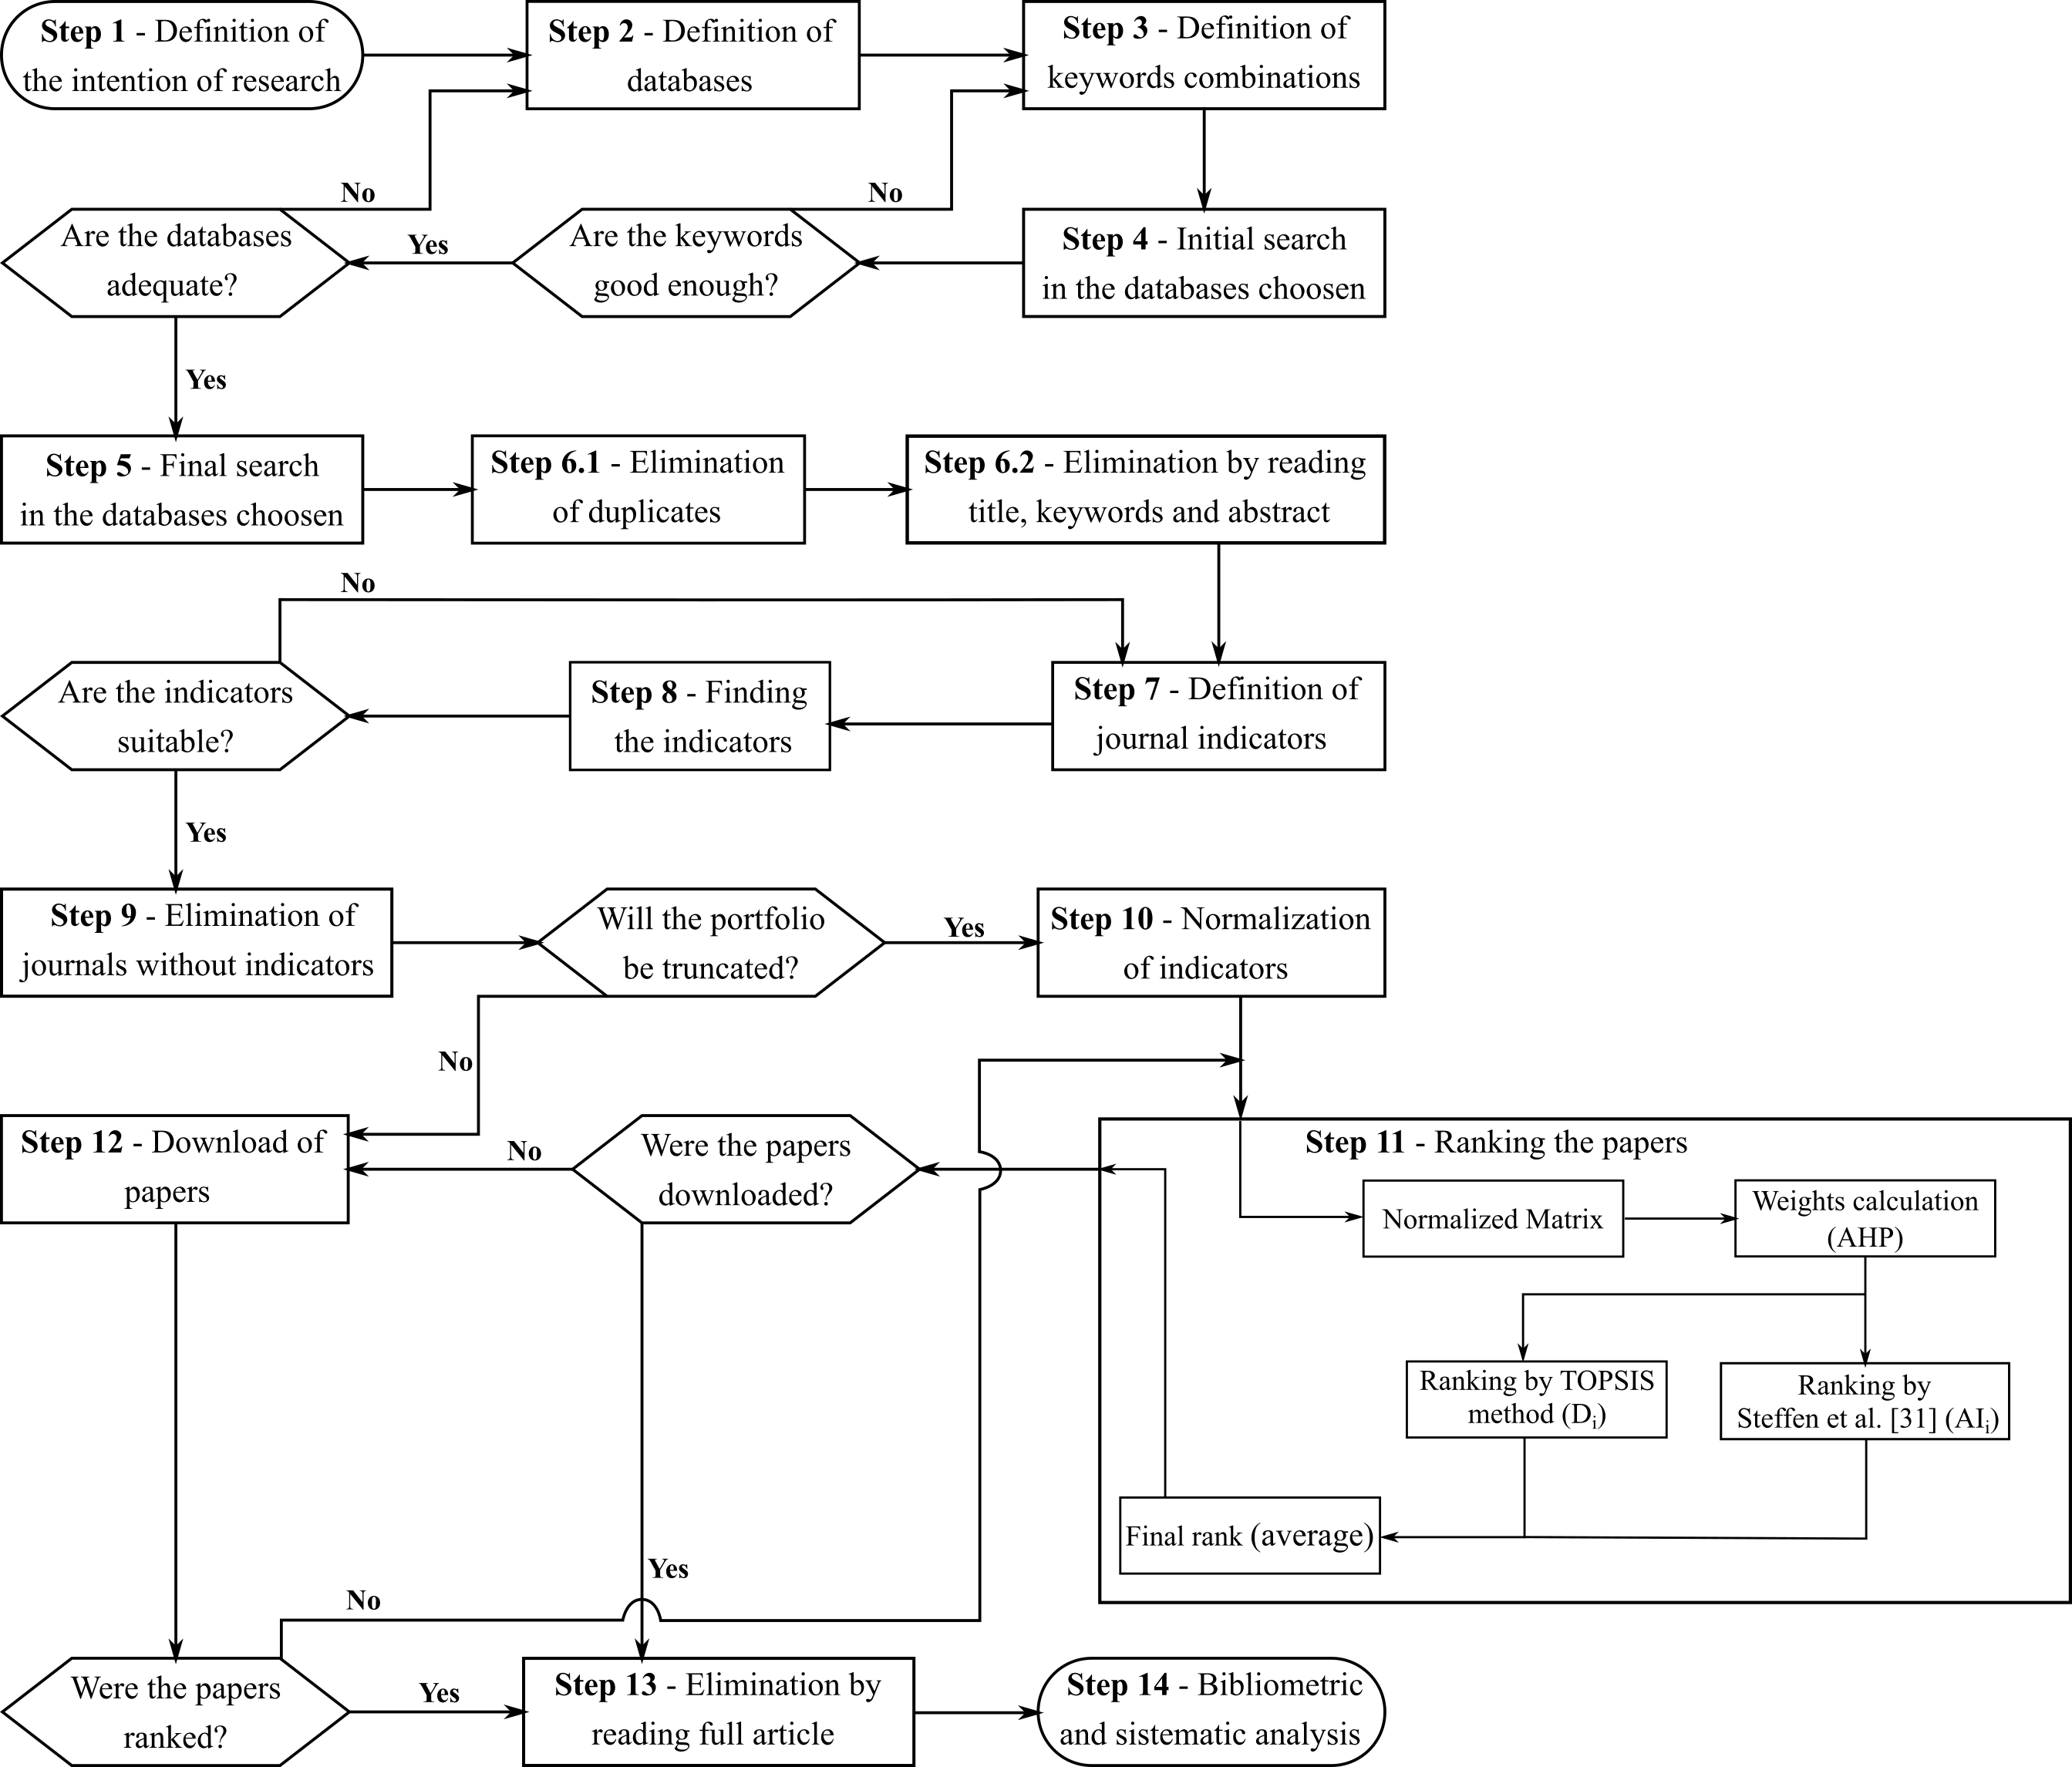 Step 1 - Definition of
the intention of research
Step 2 - Definition of
databases
Step 3 - Definition of
keywords combinations
No
No
Are the databases
adequate?
Yes
Are the keywords
good enough?
Step 4 - Initial search
in the databases choosen
Yes
Step 5 - Final search
in the databases choosen
Step 6.1 - Elimination
of duplicates
Step 6.2 - Elimination by reading
title, keywords and abstract
No
Are the indicators
suitable?
Step 8 - Finding
the indicators
Step 7 - Definition of
journal indicators
Yes
Step 9 - Elimination of
journals without indicators
Will the portfolio
be truncated?
Yes
Step 10 - Normalization
of indicators
No
Step 12 - Download of
papers
No
Were the papers
downloaded?
Step 11 - Ranking the papers
Normalized Matrix
Weights calculation
(AHP)
Ranking by TOPSIS
method (Di)
Ranking by
Steffen et al. [31] (AIi)
Final rank (average)
Yes
No
Were the papers
ranked?
Yes
Step 13 - Elimination by
reading full article
Step 14 - Bibliometric
and sistematic analysis